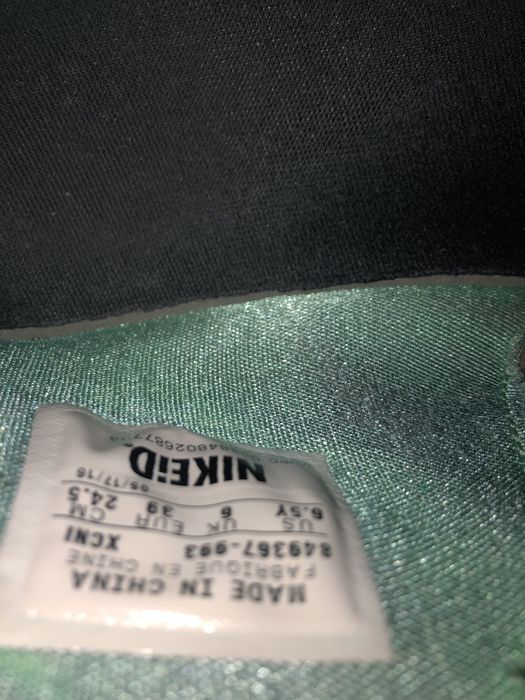 MADE IN CHINA
FABRIQUE EN CHINE
849367-993 XCNI
US UK EUR CM
6.5Y 6 39 24.5
05/17/16
NIKEiD